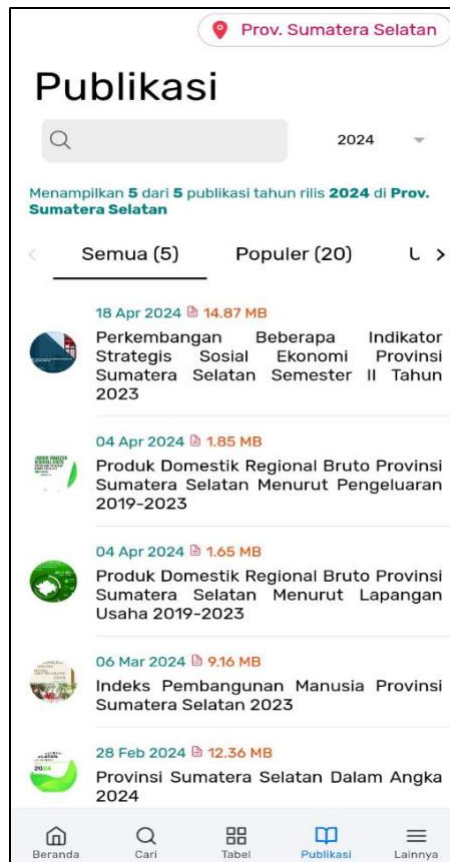 Prov. Sumatera Selatan
Publikasi
2024
Menampilkan 5 dari 5 publikasi tahun rilis 2024 di Prov.
Sumatera Selatan
Semua (5)
Populer (20)
18 Apr 2024 14.87 MB
Perkembangan Beberapa Indikator
Strategis Sosial Ekonomi Provinsi
Sumatera Selatan Semester II Tahun
2023
04 Apr 2024 1.85 MB
Produk Domestik Regional Bruto Provinsi
Sumatera Selatan Menurut Pengeluaran
2019-2023
04 Apr 2024 1.65 MB
Produk Domestik Regional Bruto Provinsi
Sumatera Selatan Menurut Lapangan
Usaha 2019-2023
06 Mar 2024 9.16 MB
Indeks Pembangunan Manusia Provinsi
Sumatera Selatan 2023
28 Feb 2024 12.36 MB
Provinsi Sumatera Selatan Dalam Angka
2024
Beranda
Cari
Tabel
Publikasi
Lainnya